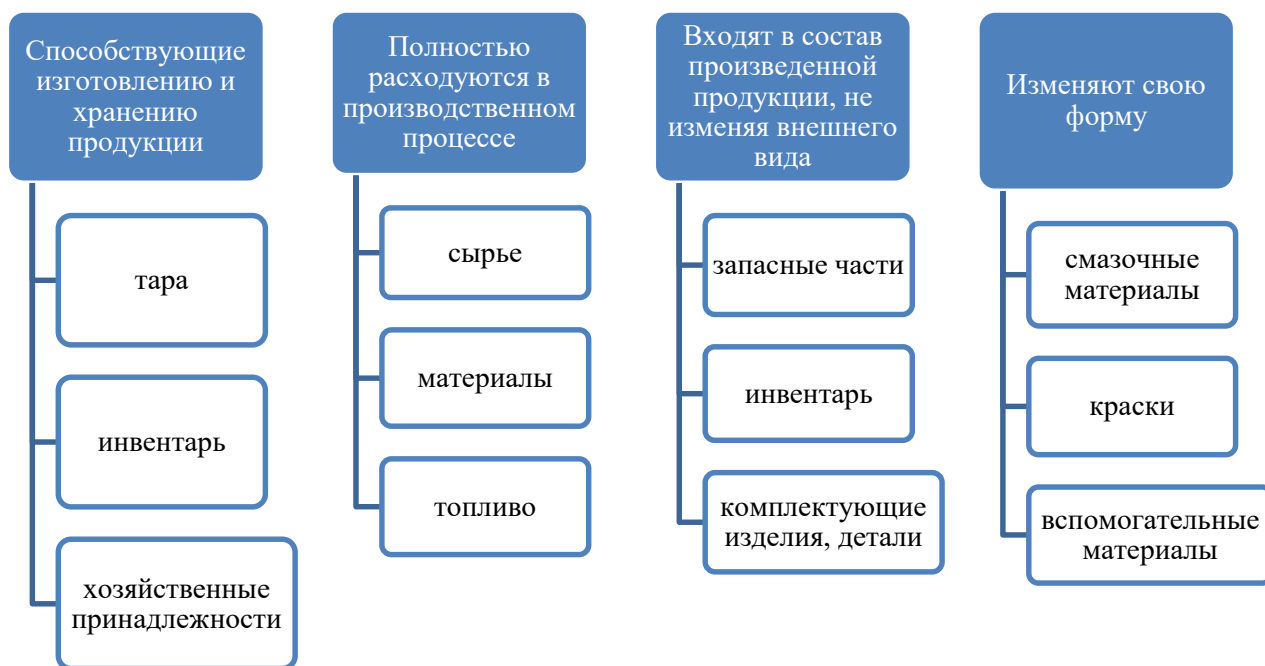 Способствующие
изготовлению и
хранению
продукции
тара
инвентарь
хозяйственные
принадлежности
Полностью
расходуются в
производственном
процессе
сырье
материалы
топливо
Входят в состав
произведенной
продукции, не
изменяя внешнего
вида
запасные части
инвентарь
комплектующие
изделия, детали
Изменяют свою
форму
смазочные
материалы
краски
вспомогательные
материалы